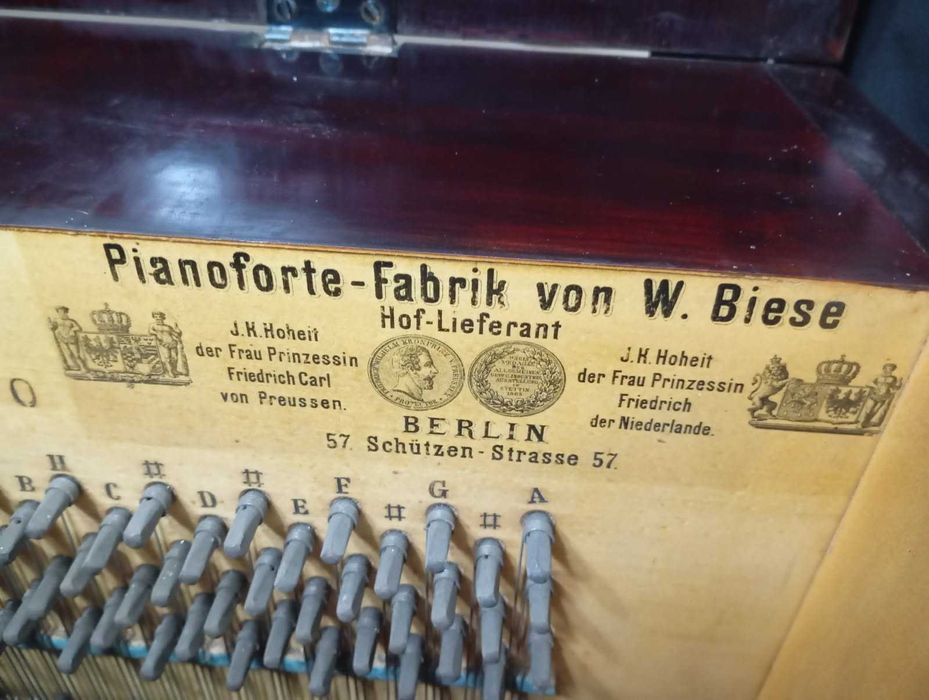 Pianoforte-Fabrik von W. Biese
Hof-Lieferant
J.K. Hoheit
der Frau Prinzessin
Friedrich Carl
von Preussen.
J.K. Hoheit
der Frau Prinzessin
Friedrich
der Niederlande.
BERLIN
57. Schützen-Strasse 57.
O
B H C # D # E F # G # A